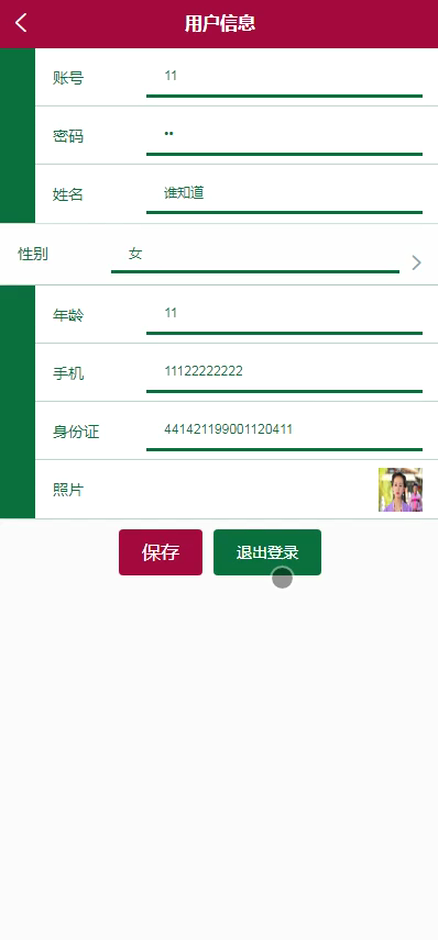 用户信息
账号 11
密码 ••
姓名 谁知道
性别 女
年龄 11
手机 11122222222
身份证 441421199001120411
照片
保存 退出登录